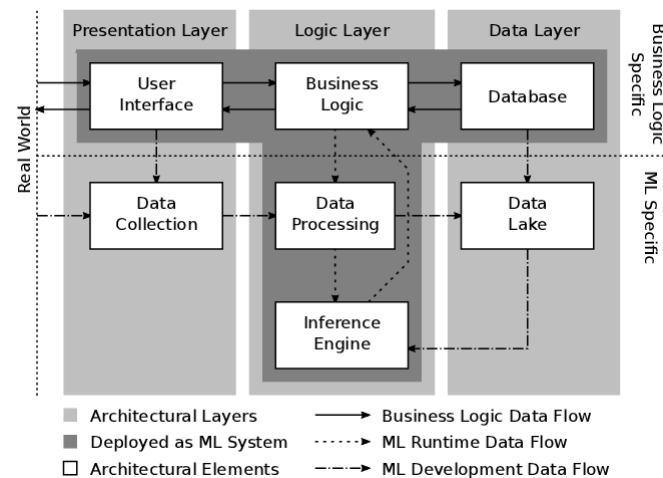 Presentation Layer
Logic Layer
Data Layer
Business Logic
Specific
User
Interface
Business
Logic
Database
Real World
Data
Collection
Data
Processing
Data
Lake
ML Specific
Inference
Engine
Architectural Layers
Business Logic Data Flow
Deployed as ML System
ML Runtime Data Flow
Architectural Elements
ML Development Data Flow